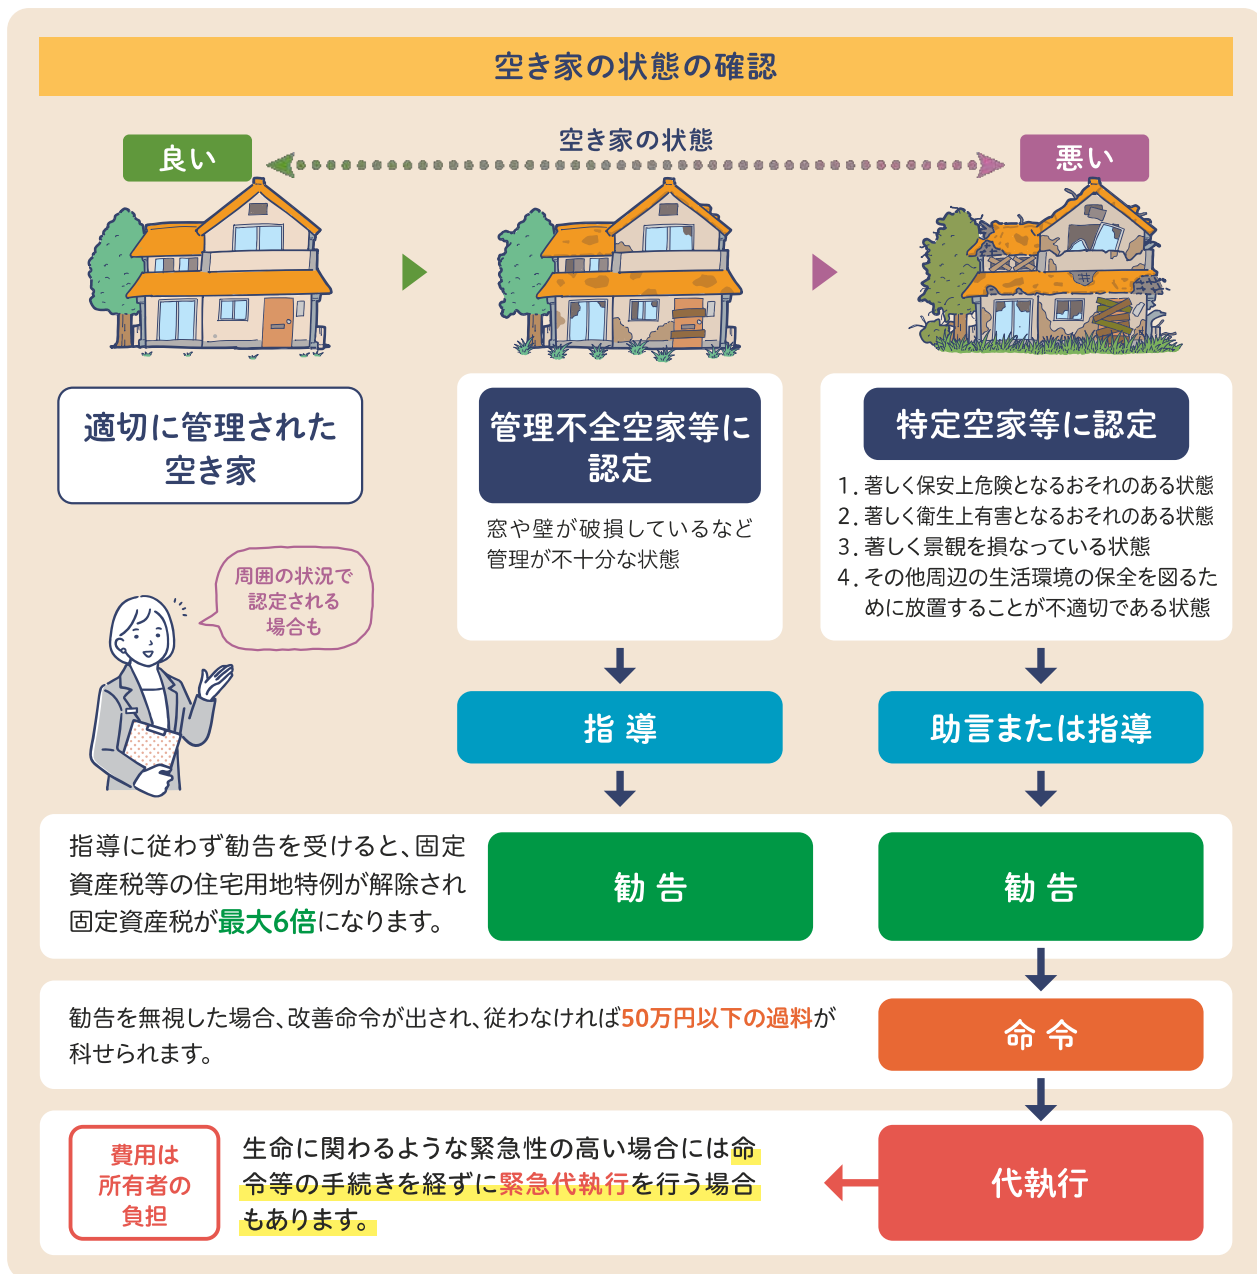 空き家の状態の確認
良い
空き家の状態
悪い
適切に管理された
空き家
管理不全空家等に
認定
窓や壁が破損しているなど
管理が不十分な状態
特定空家等に認定
1. 著しく保安上危険となるおそれのある状態
2. 著しく衛生上有害となるおそれのある状態
3. 著しく景観を損なっている状態
4. その他周辺の生活環境の保全を図るた
めに放置することが不適切である状態
周囲の状況で
認定される
場合も
指導
助言または指導
指導に従わず勧告を受けると、固定
資産税等の住宅用地特例が解除され
固定資産税が最大6倍になります。
勧告
勧告
勧告を無視した場合、改善命令が出され、従わなければ50万円以下の過料が
科せられます。
命令
費用は
所有者の
負担
生命に関わるような緊急性の高い場合には命
令等の手続きを経ずに緊急代執行を行う場合
もあります。
代執行